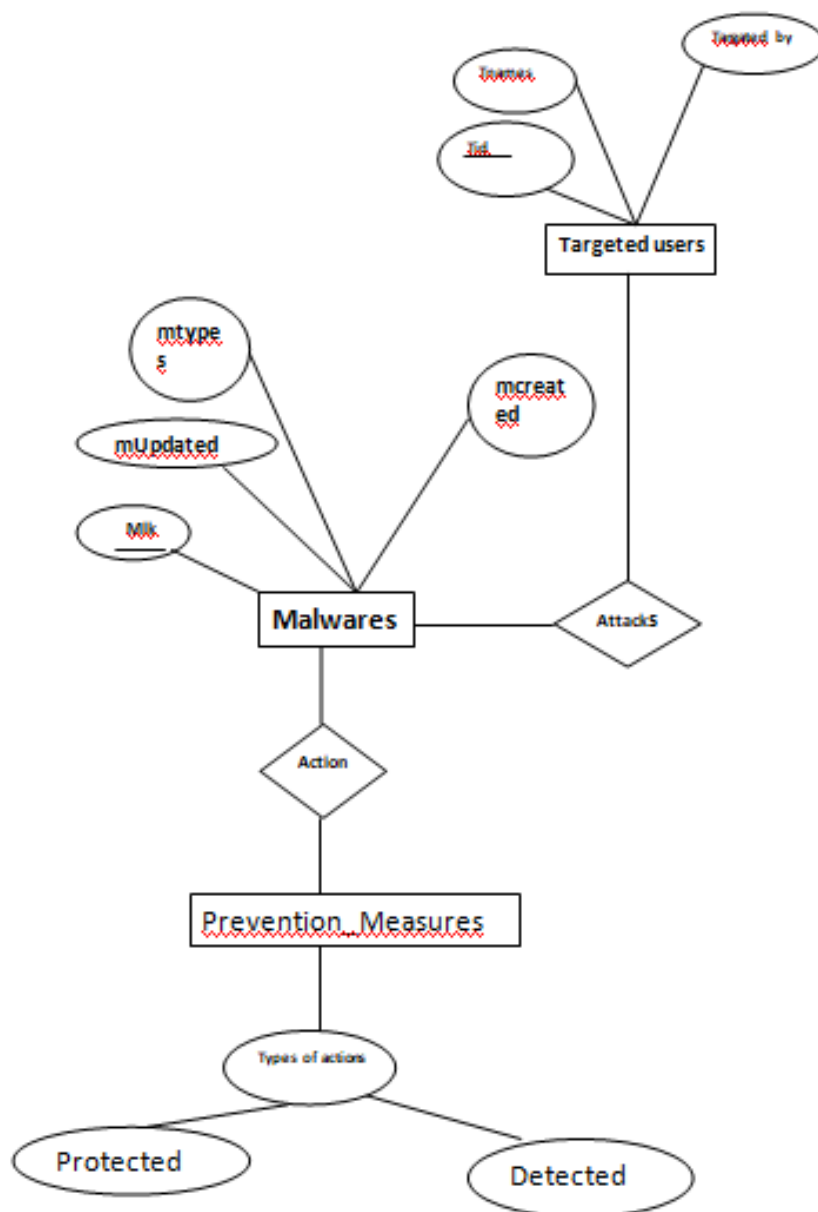 Tnames
Tageted by
Tid
Targeted users
mtype
s
mcreat
ed
mUpdated
Mlk
Malwares
AttackS
Action
Prevention_Measures
Types of actions
Protected
Detected